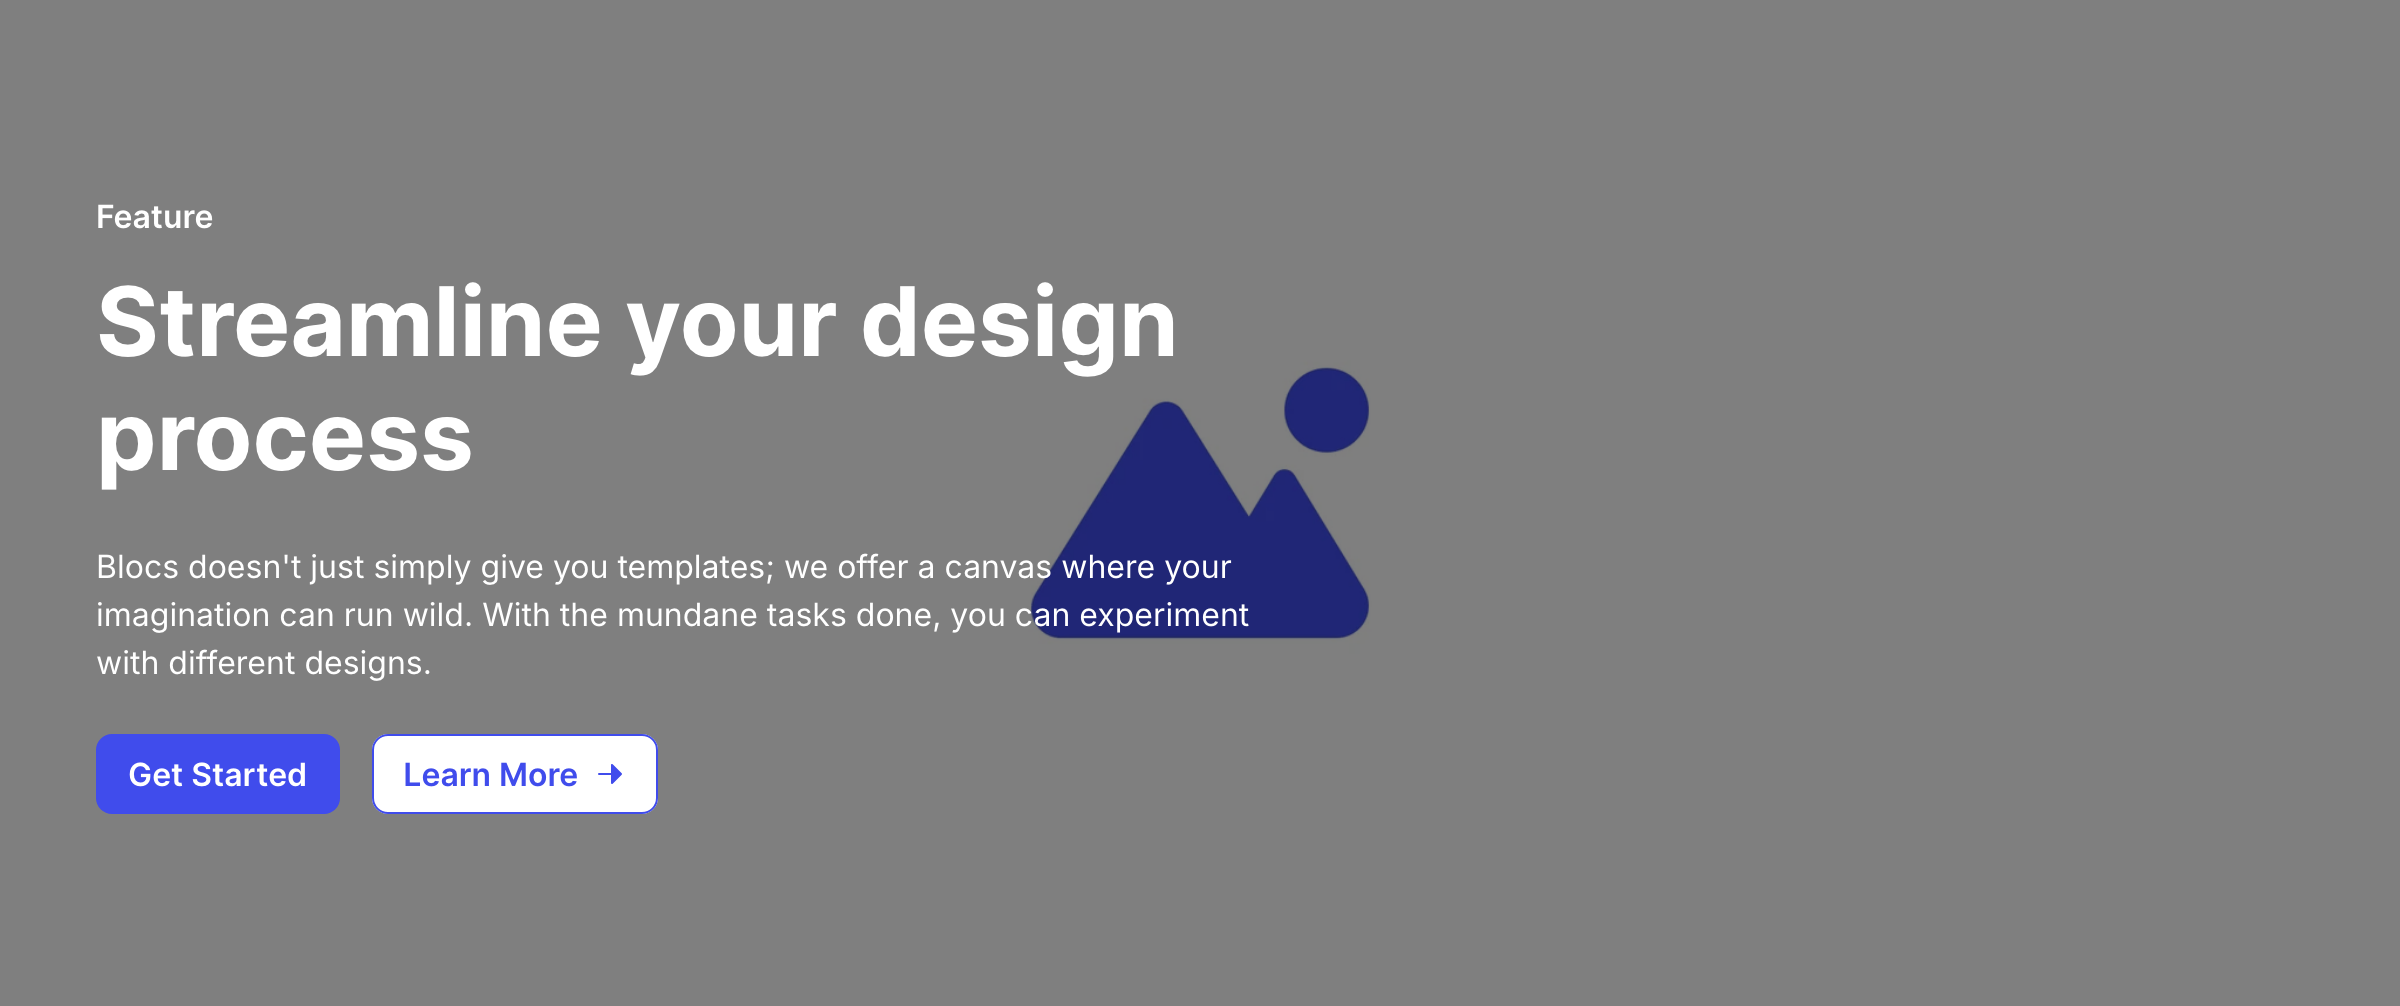 Feature
Streamline your design
process
Blocs doesn't just simply give you templates; we offer a canvas where your
imagination can run wild. With the mundane tasks done, you can experiment
with different designs.
Get Started
Learn More